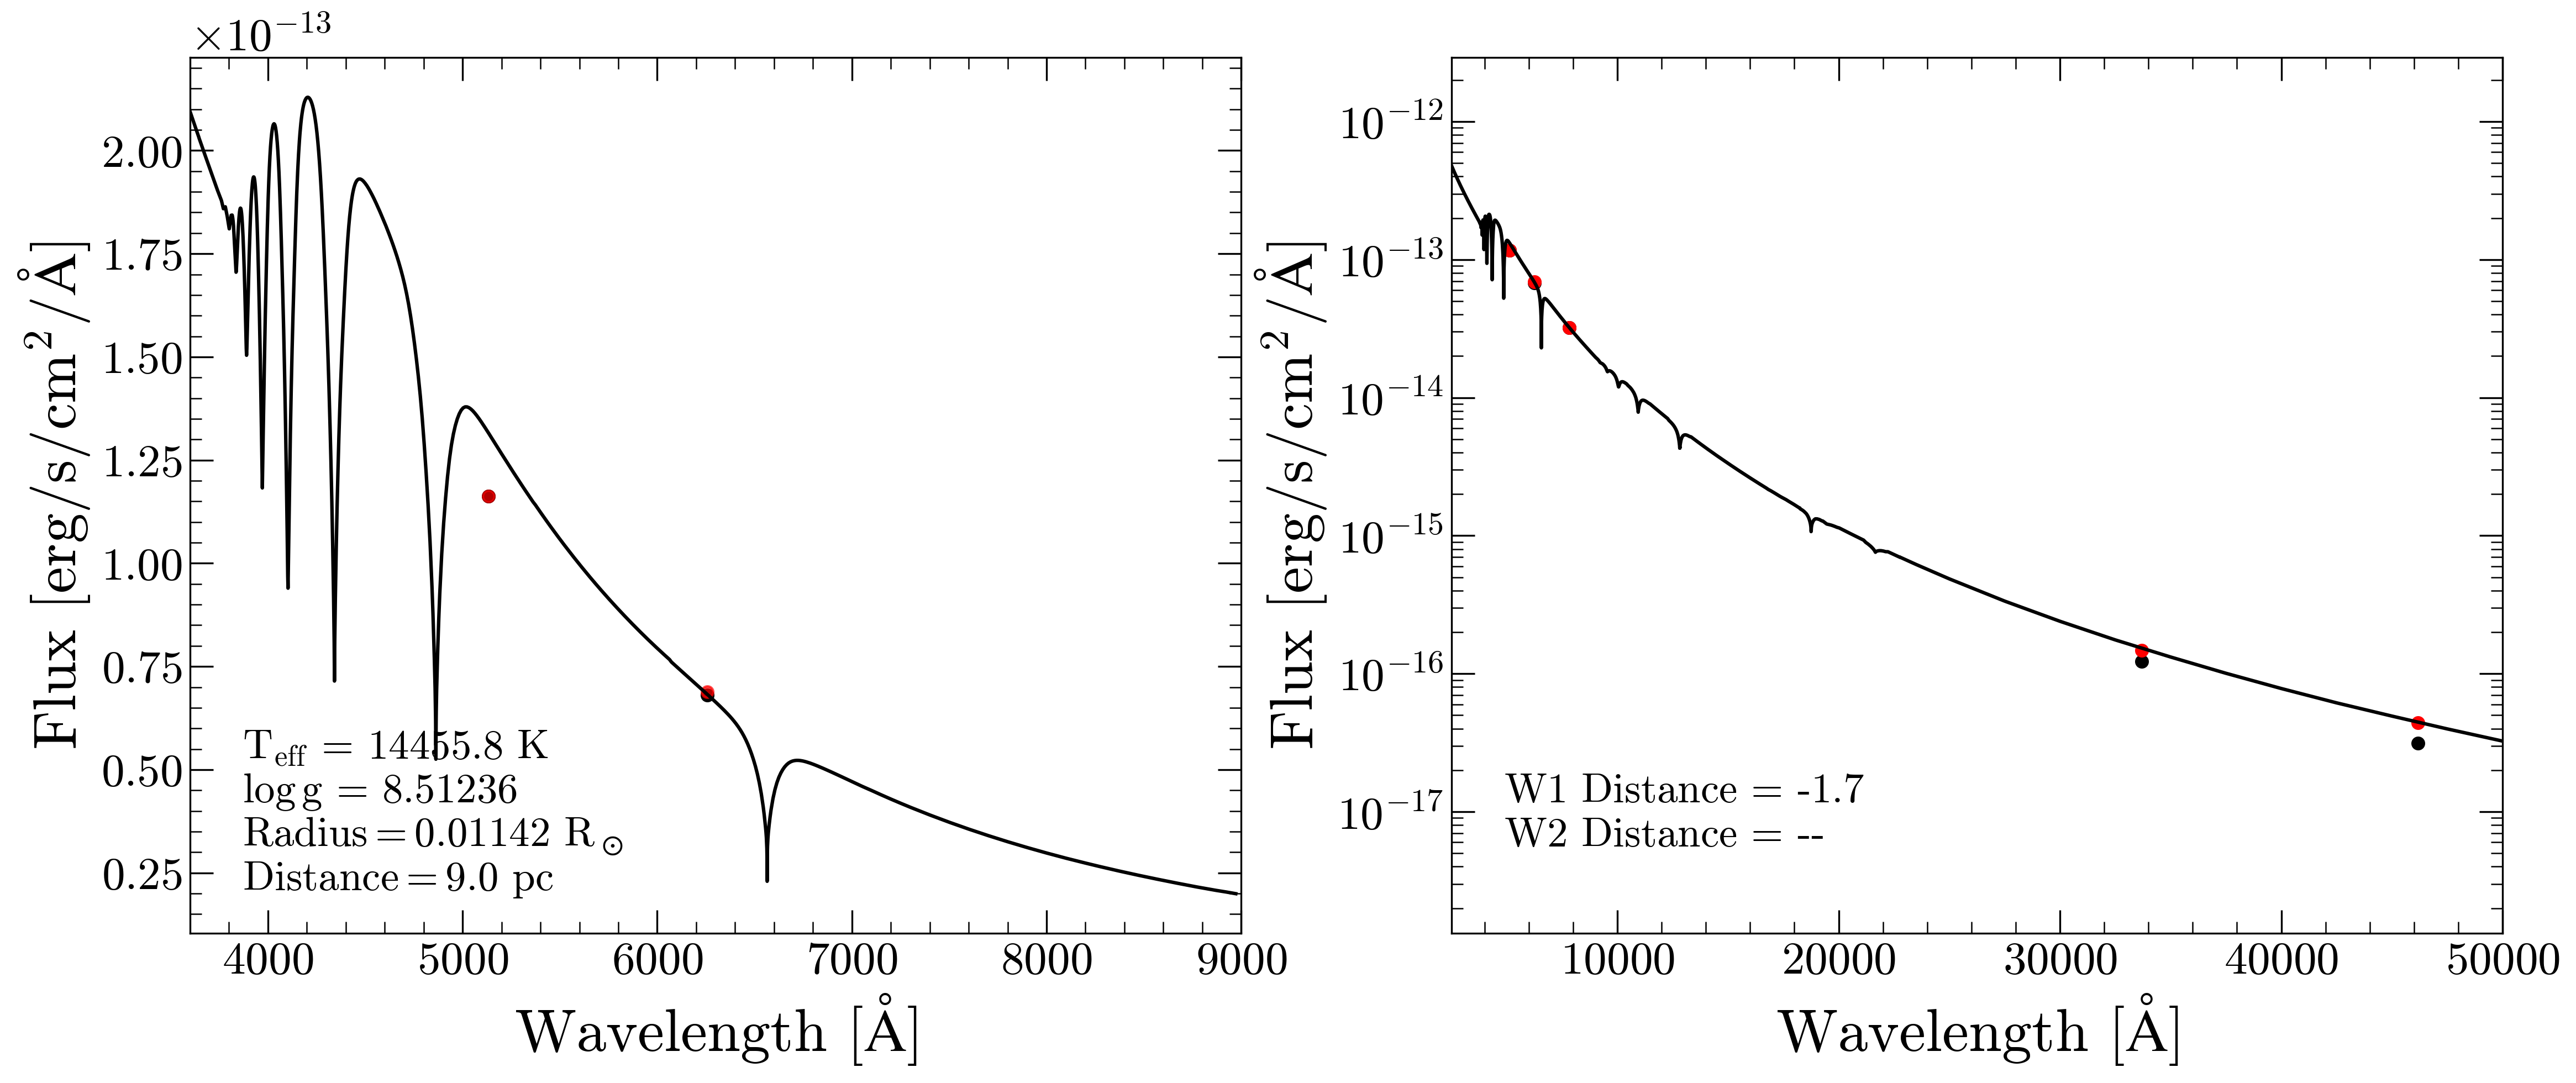 ×10⁻¹³
Flux [erg/s/cm²/Å]
2.00
1.75
1.50
1.25
1.00
0.75
0.50
0.25
T_eff = 14455.8 K
log g = 8.51236
Radius = 0.01142 R_⊙
Distance = 9.0 pc
4000 5000 6000 7000 8000 9000
Wavelength [Å]
Flux [erg/s/cm²/Å]
10⁻¹²
10⁻¹³
10⁻¹⁴
10⁻¹⁵
10⁻¹⁶
10⁻¹⁷
W1 Distance = -1.7
W2 Distance = --
10000 20000 30000 40000 50000
Wavelength [Å]